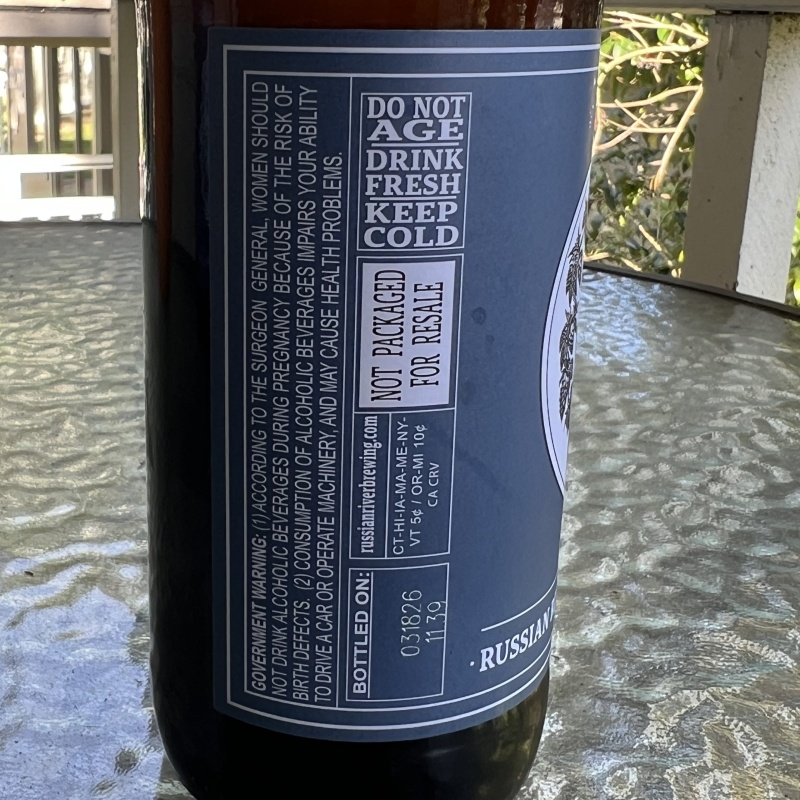 GOVERNMENT WARNING: (1) ACCORDING TO THE SURGEON GENERAL, WOMEN SHOULD
NOT DRINK ALCOHOLIC BEVERAGES DURING PREGNANCY BECAUSE OF THE RISK OF
BIRTH DEFECTS. (2) CONSUMPTION OF ALCOHOLIC BEVERAGES IMPAIRS YOUR ABILITY
TO DRIVE A CAR OR OPERATE MACHINERY, AND MAY CAUSE HEALTH PROBLEMS.
DO NOT
AGE
DRINK
FRESH
KEEP
COLD
NOT PACKAGED
FOR RESALE
russianriverbrewing.com
CT-HI-IA-MA-ME-NY-
VT 5¢ / OR-MI 10¢
CA CRV
BOTTLED ON:
031826
11:39
· RUSSIAN